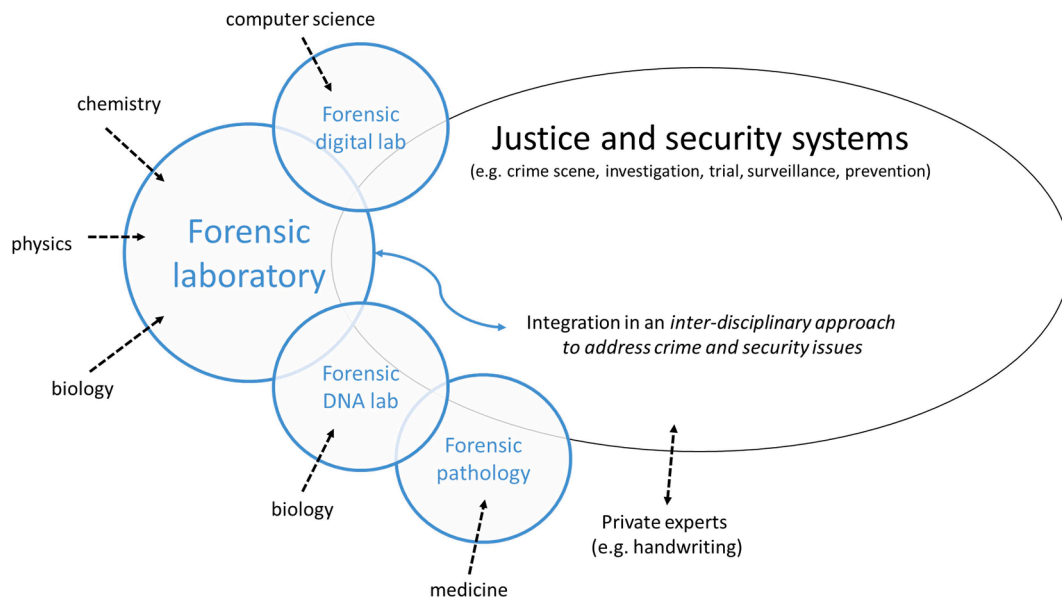 computer science
chemistry
Forensic
digital lab
Justice and security systems
(e.g. crime scene, investigation, trial, surveillance, prevention)
physics
Forensic
laboratory
Integration in an inter-disciplinary approach
to address crime and security issues
biology
Forensic
DNA lab
Forensic
pathology
biology
Private experts
(e.g. handwriting)
medicine